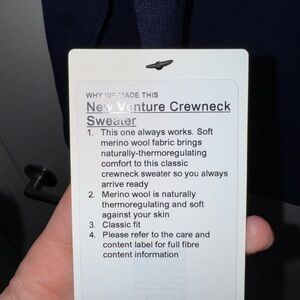 WHY WE MADE THIS
New Venture Crewneck
Sweater
1. This one always works. Soft
merino wool fabric brings
naturally-thermoregulating
comfort to this classic
crewneck sweater so you always
arrive ready
2. Merino wool is naturally
thermoregulating and soft
against your skin
3. Classic fit
4. Please refer to the care and
content label for full fibre
content information